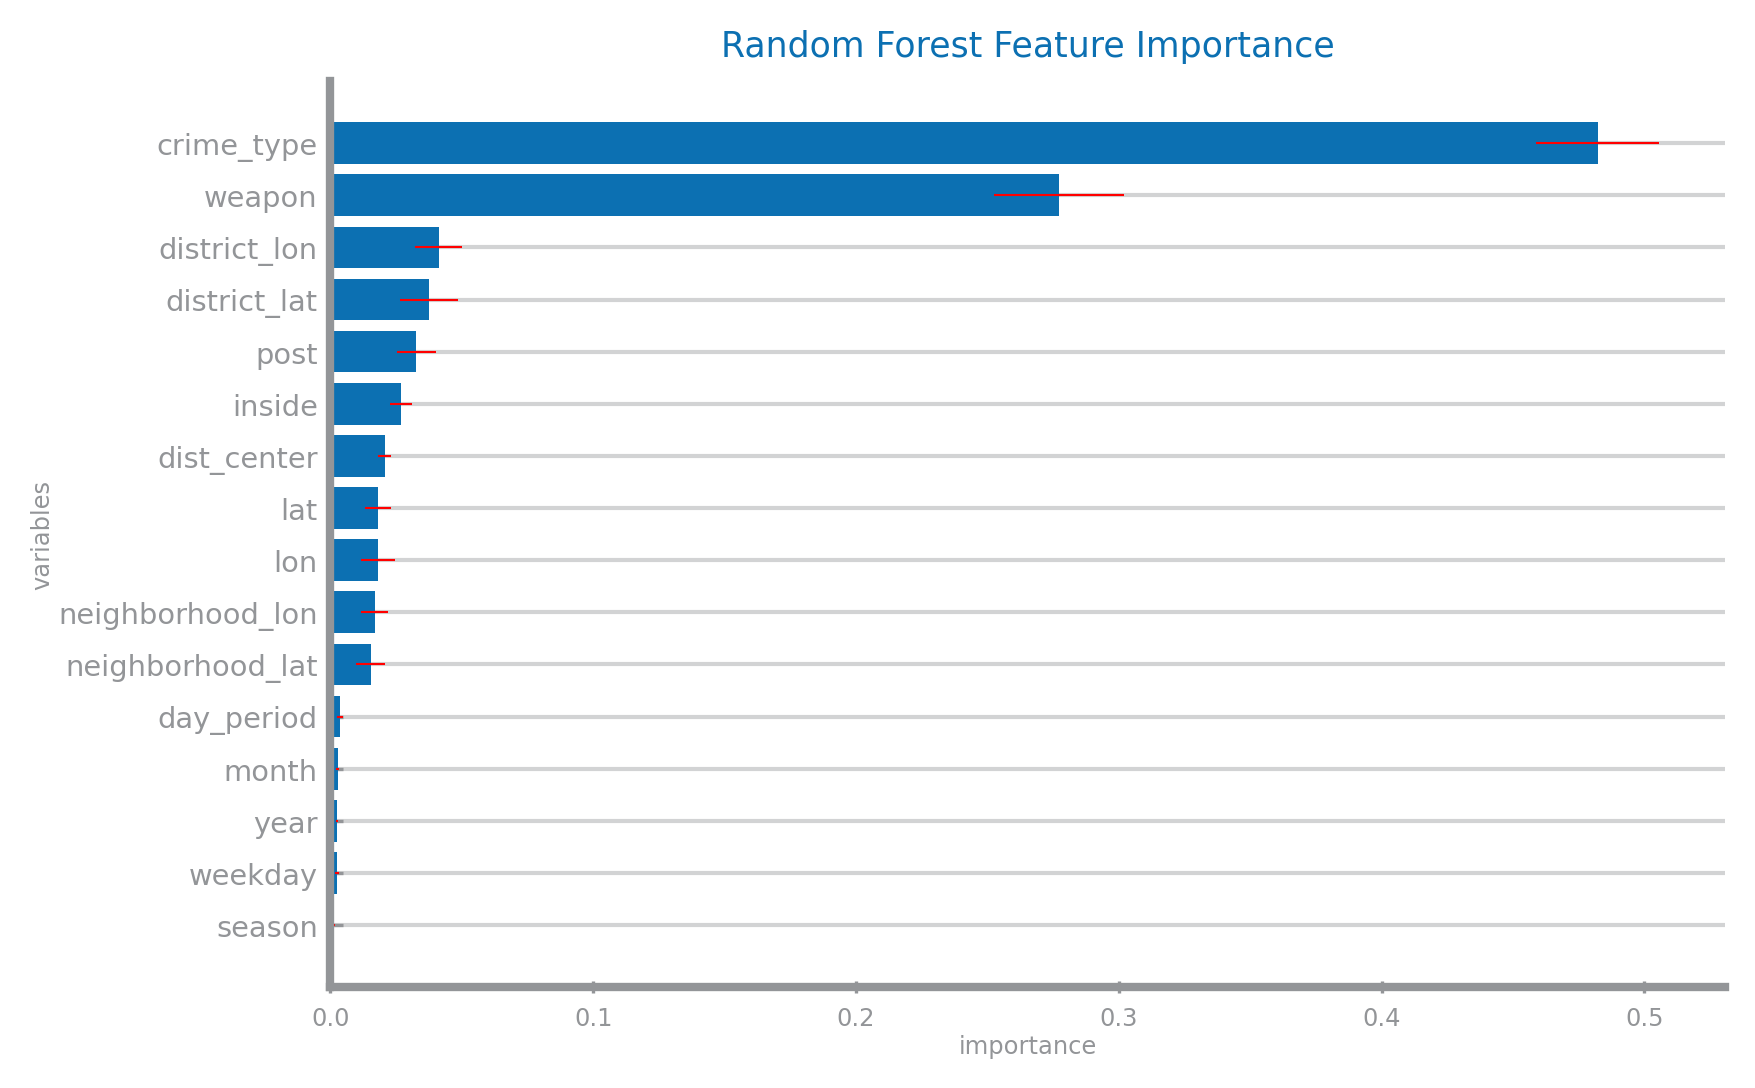 Random Forest Feature Importance
crime_type
weapon
district_lon
district_lat
post
inside
dist_center
lat
lon
neighborhood_lon
neighborhood_lat
day_period
month
year
weekday
season
variables
0.0 0.1 0.2 0.3 0.4 0.5
importance